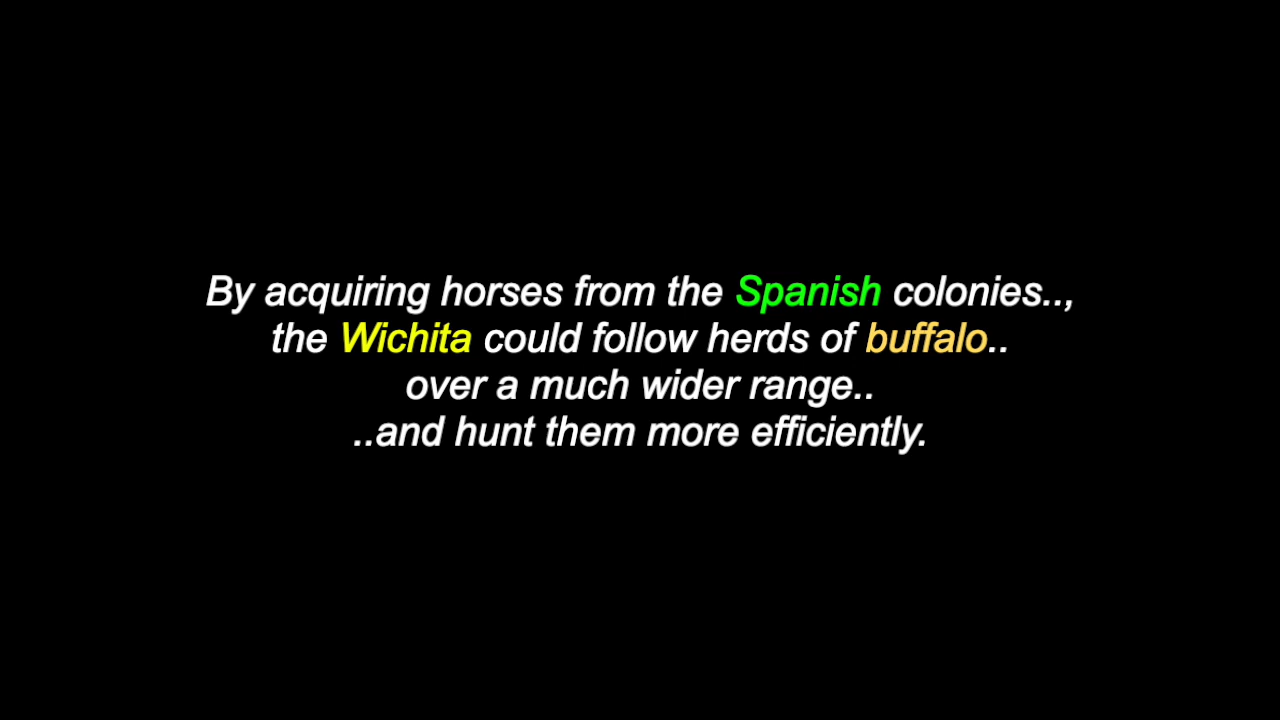 By acquiring horses from the Spanish colonies..,
the Wichita could follow herds of buffalo..
over a much wider range..
..and hunt them more efficiently.